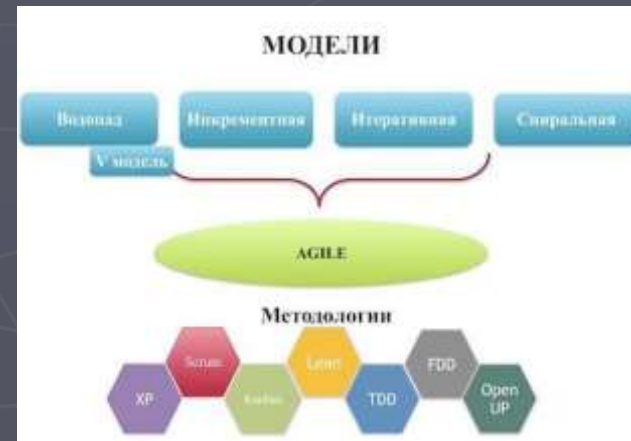 МОДЕЛИ
Водопад Инкрементная Итеративная Спиральная
V модель
AGILE
Методологии
Scrum Lean FDD
XP Kanban TDD Open UP